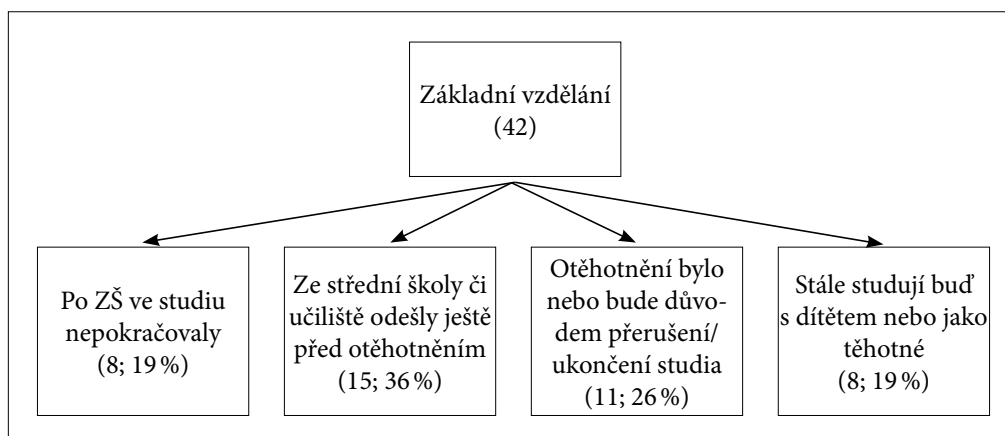 Základní vzdělání
(42)
Po ZŠ ve studiu
nepokračovaly
(8; 19 %)
Ze střední školy či
učiliště odešly ještě
před otěhotněním
(15; 36 %)
Otěhotnění bylo
nebo bude důvo-
dem přerušení/
ukončení studia
(11; 26 %)
Stále studují buď
s dítětem nebo jako
těhotné
(8; 19 %)